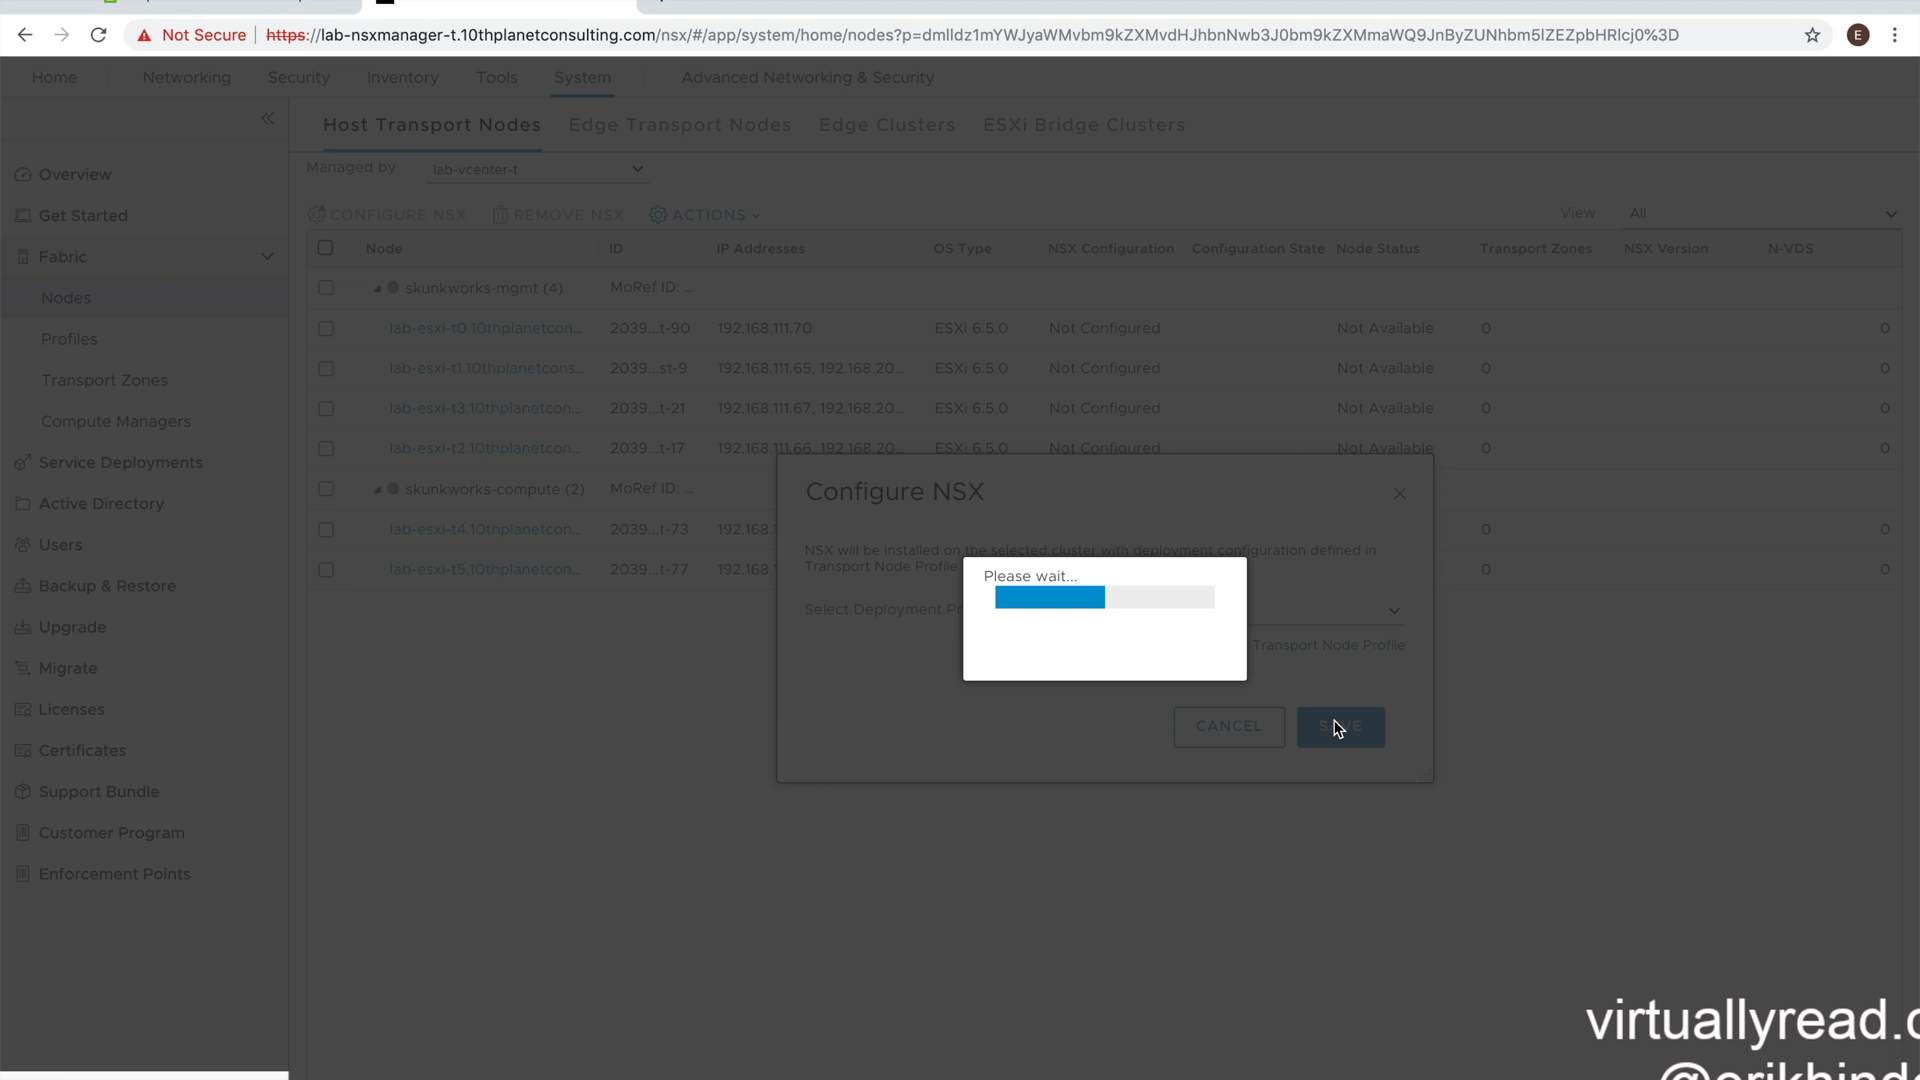 Not Secure https://lab-nsxmanager-t.10thplanetconsulting.com/nsx/#/app/system/home/nodes?p=dmlldz1mYWJyaWMvbm9kZXMvdHJhbnNwb3J0bm9kZXMmaWQ9JnByZUNhbm5lZEZpbHRlcj0%3D E
Home Networking Security Inventory Tools System Advanced Networking & Security
Host Transport Nodes Edge Transport Nodes Edge Clusters ESXi Bridge Clusters
Managed by lab-vcenter-t
CONFIGURE NSX REMOVE NSX ACTIONS View All
Node ID IP Addresses OS Type NSX Configuration Configuration State Node Status Transport Zones NSX Version N-VDS
skunkworks-mgmt (4) MoRef ID: ...
lab-esxi-t0.10thplanetcon... 2039...t-90 192.168.111.70 ESXi 6.5.0 Not Configured Not Available 0 0
lab-esxi-t1.10thplanetcons... 2039...st-9 192.168.111.65, 192.168.20... ESXi 6.5.0 Not Configured Not Available 0 0
lab-esxi-t3.10thplanetcon... 2039...t-21 192.168.111.67, 192.168.20... ESXi 6.5.0 Not Configured Not Available 0 0
lab-esxi-t2.10thplanetcon... 2039...t-17 192.168.111.66, 192.168.20... ESXi 6.5.0 Not Configured Not Available 0 0
skunkworks-compute (2) MoRef ID: ...
lab-esxi-t4.10thplanetcon... 2039...t-73 192.168. 0 0
lab-esxi-t5.10thplanetcon... 2039...t-77 192.168. 0 0
Overview
Get Started
Fabric
Nodes
Profiles
Transport Zones
Compute Managers
Service Deployments
Active Directory
Users
Backup & Restore
Upgrade
Migrate
Licenses
Certificates
Support Bundle
Customer Program
Enforcement Points
Configure NSX
NSX will be installed on the selected cluster with deployment configuration defined in
Transport Node Profile
Select Deployment Pr
Transport Node Profile
CANCEL SAVE
Please wait...
virtuallyread.c
@erikhind